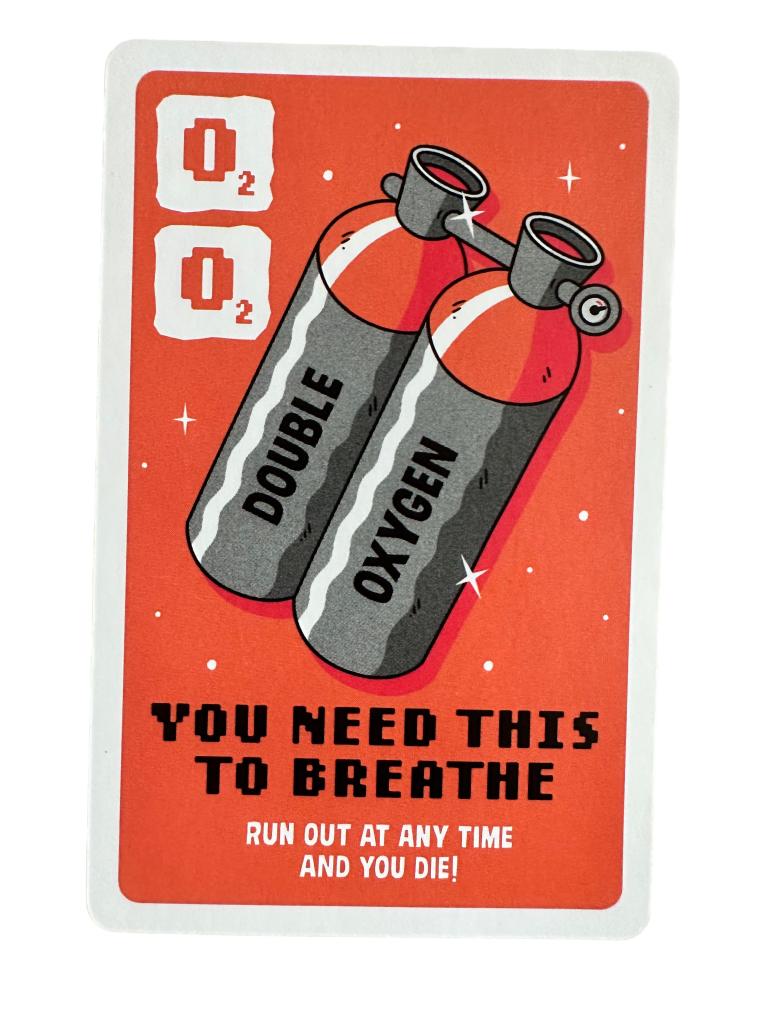 O2
O2
DOUBLE
OXYGEN
YOU NEED THIS
TO BREATHE
RUN OUT AT ANY TIME
AND YOU DIE!